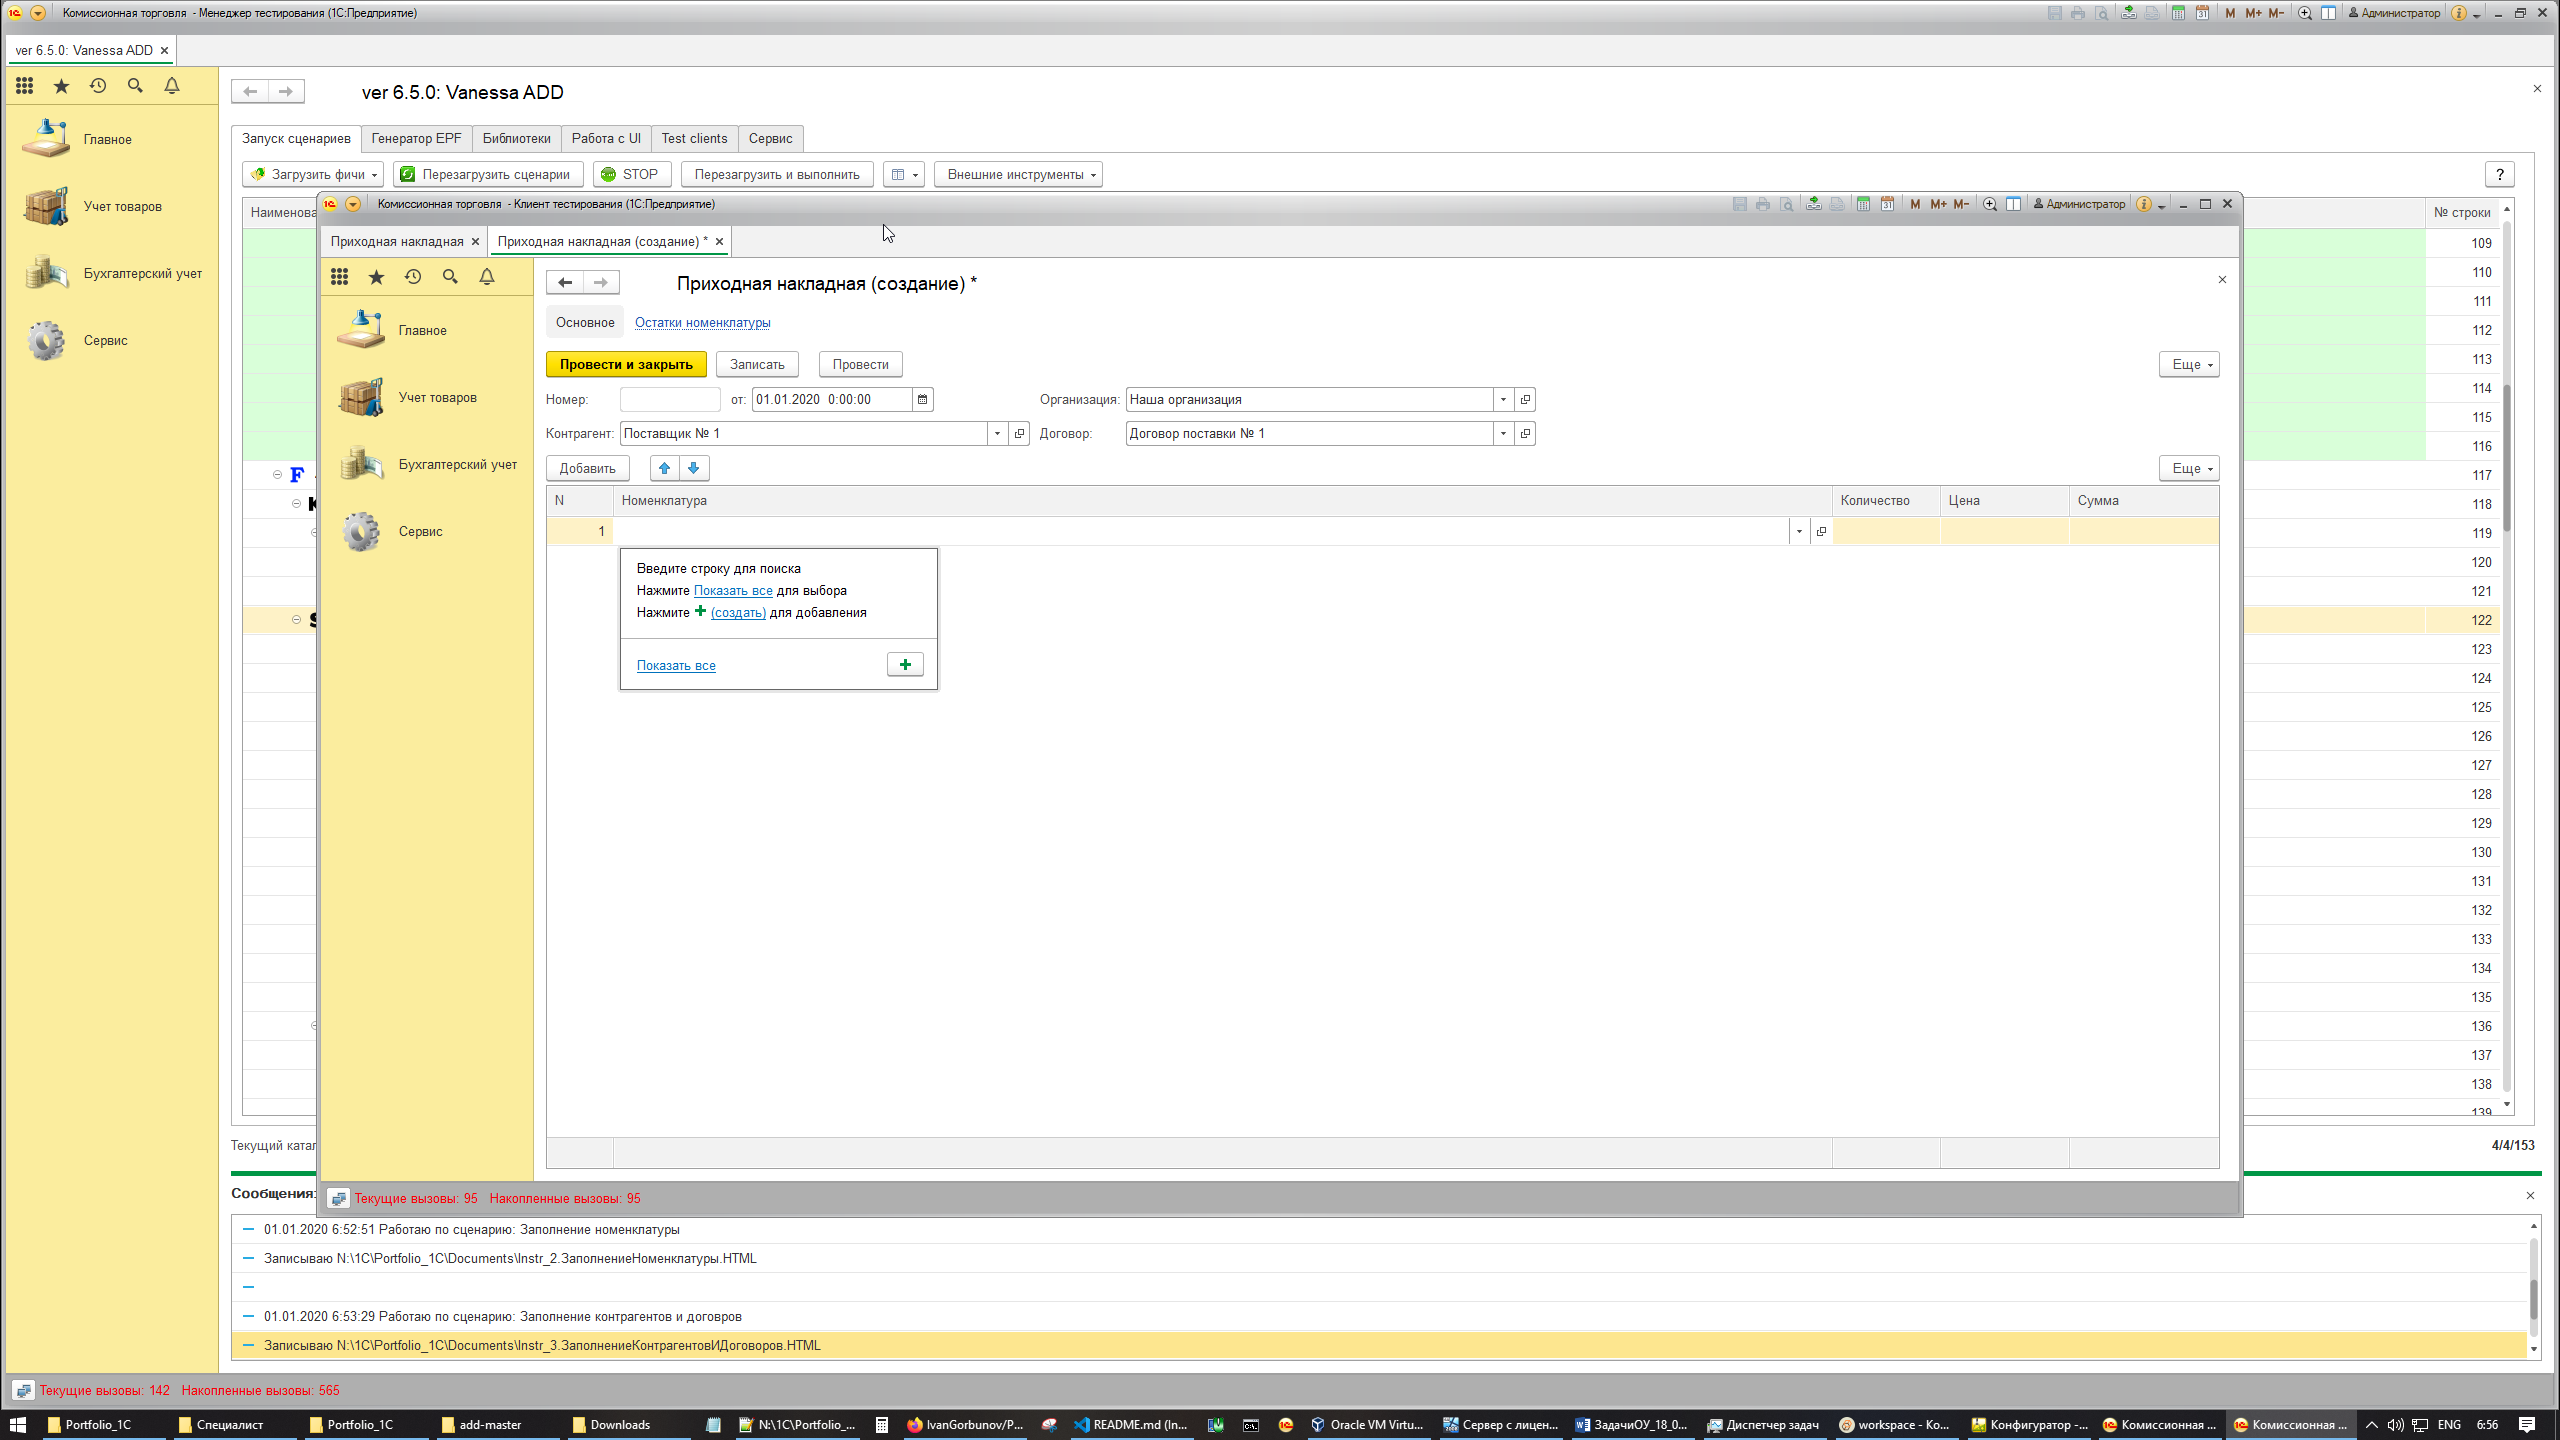 Комиссионная торговля - Менеджер тестирования (1С:Предприятие)
M M+ M- Администратор
ver 6.5.0: Vanessa ADD
ver 6.5.0: Vanessa ADD
Главное
Учет товаров
Бухгалтерский учет
Сервис
Запуск сценариев Генератор EPF Библиотеки Работа с UI Test clients Сервис
Загрузить фичи Перезагрузить сценарии STOP Перезагрузить и выполнить Внешние инструменты ?
№ строки
109
110
111
112
113
114
115
116
117
118
119
120
121
122
123
124
125
126
127
128
129
130
131
132
133
134
135
136
137
138
139
Комиссионная торговля - Клиент тестирования (1С:Предприятие)
M M+ M- Администратор
Приходная накладная Приходная накладная (создание) *
Приходная накладная (создание) *
Главное
Учет товаров
Бухгалтерский учет
Сервис
Основное Остатки номенклатуры
Провести и закрыть Записать Провести Еще
Номер: от: 01.01.2020 0:00:00 Организация: Наша организация
Контрагент: Поставщик № 1 Договор: Договор поставки № 1
Добавить Еще
N Номенклатура Количество Цена Сумма
1
Введите строку для поиска
Нажмите Показать все для выбора
Нажмите + (создать) для добавления
Показать все
Текущие вызовы: 95 Накопленные вызовы: 95
4/4/153
Сообщения:
01.01.2020 6:52:51 Работаю по сценарию: Заполнение номенклатуры
Записываю N:\1C\Portfolio_1C\Documents\Instr_2.ЗаполнениеНоменклатуры.HTML
01.01.2020 6:53:29 Работаю по сценарию: Заполнение контрагентов и договров
Записываю N:\1C\Portfolio_1C\Documents\Instr_3.ЗаполнениеКонтрагентовИДоговоров.HTML
Текущие вызовы: 142 Накопленные вызовы: 565
Portfolio_1C Специалист Portfolio_1C add-master Downloads N:\1C\Portfolio_... IvanGorbunov/P... README.md (In... Oracle VM Virtu... Сервер с лицен... ЗадачиОУ_18_0... Диспетчер задач workspace - Ко... Конфигуратор -... Комиссионная ... Комиссионная ... ENG 6:56